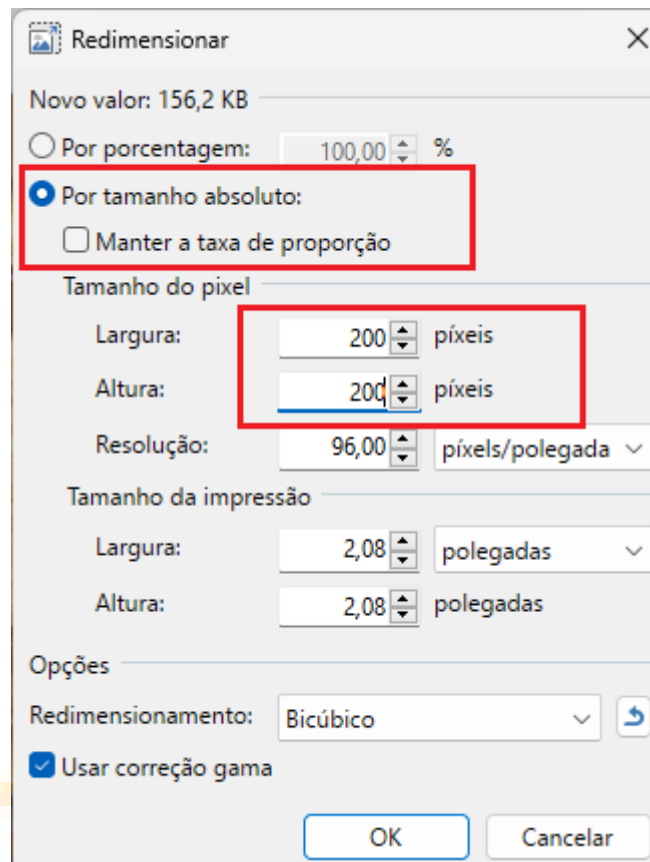 Redimensionar
Novo valor: 156,2 KB
Por porcentagem: 100,00 %
Por tamanho absoluto:
Manter a taxa de proporção
Tamanho do pixel
Largura: 200 píxeis
Altura: 200 píxeis
Resolução: 96,00 píxels/polegada
Tamanho da impressão
Largura: 2,08 polegadas
Altura: 2,08 polegadas
Opções
Redimensionamento: Bicúbico
Usar correção gama
OK Cancelar